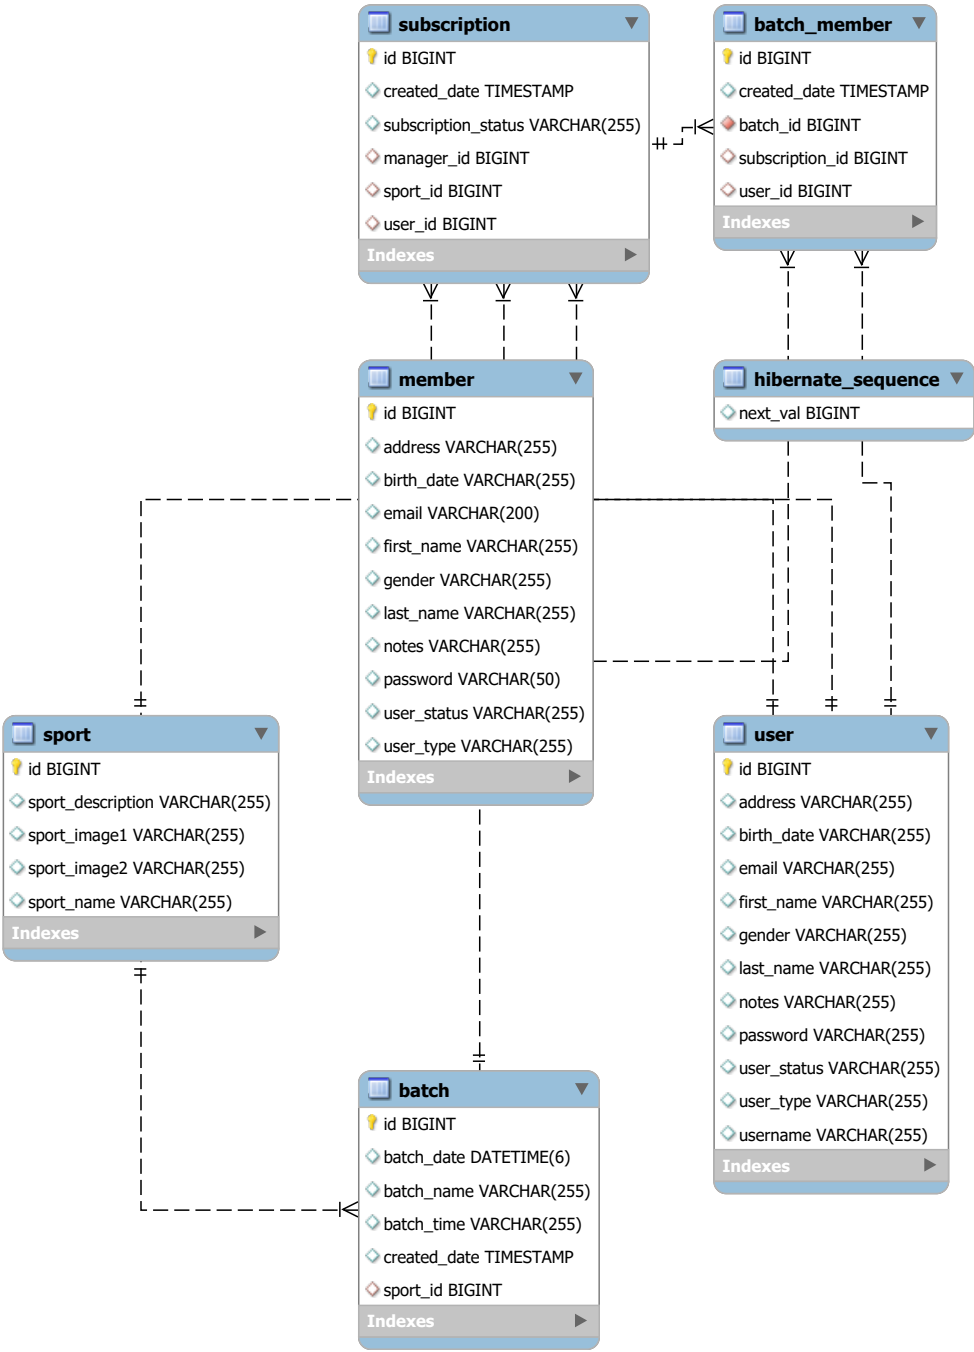 subscription
id BIGINT
created_date TIMESTAMP
subscription_status VARCHAR(255)
manager_id BIGINT
sport_id BIGINT
user_id BIGINT
Indexes
batch_member
id BIGINT
created_date TIMESTAMP
batch_id BIGINT
subscription_id BIGINT
user_id BIGINT
Indexes
member
id BIGINT
address VARCHAR(255)
birth_date VARCHAR(255)
email VARCHAR(200)
first_name VARCHAR(255)
gender VARCHAR(255)
last_name VARCHAR(255)
notes VARCHAR(255)
password VARCHAR(50)
user_status VARCHAR(255)
user_type VARCHAR(255)
Indexes
hibernate_sequence
next_val BIGINT
sport
id BIGINT
sport_description VARCHAR(255)
sport_image1 VARCHAR(255)
sport_image2 VARCHAR(255)
sport_name VARCHAR(255)
Indexes
user
id BIGINT
address VARCHAR(255)
birth_date VARCHAR(255)
email VARCHAR(255)
first_name VARCHAR(255)
gender VARCHAR(255)
last_name VARCHAR(255)
notes VARCHAR(255)
password VARCHAR(255)
user_status VARCHAR(255)
user_type VARCHAR(255)
username VARCHAR(255)
Indexes
batch
id BIGINT
batch_date DATETIME(6)
batch_name VARCHAR(255)
batch_time VARCHAR(255)
created_date TIMESTAMP
sport_id BIGINT
Indexes